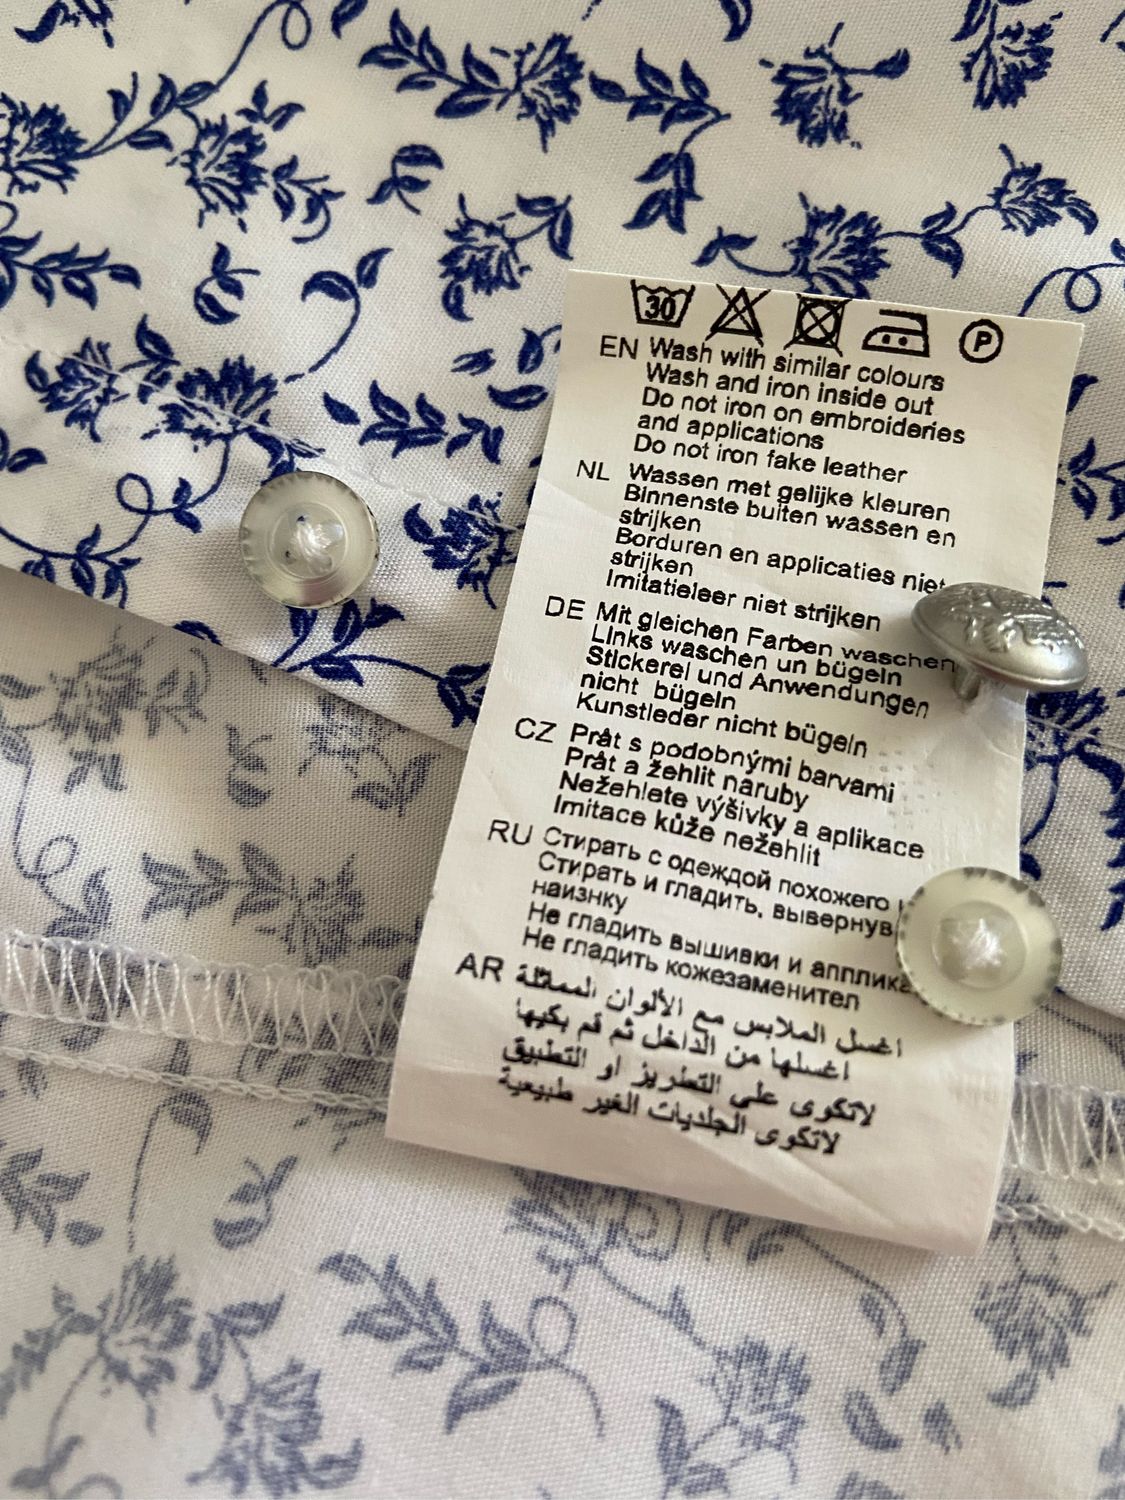 30
P
EN Wash with similar colours
Wash and iron inside out
Do not iron on embroideries
and applications
Do not iron fake leather
NL Wassen met gelijke kleuren
Binnenste buiten wassen en
strijken
Borduren en applicaties niet
strijken
Imitatieleer niet strijken
DE Mit gleichen Farben waschen
LInks waschen un bügeln
StIckereI und Anwendungen
nicht bügeln
Kunstleder nicht bügeln
CZ Prât s podobnými barvami
Prât a žehlit naruby
Nežehlete výšivky a aplikace
Imitace kůže nežehlit
RU Стирать с одеждой похожего
Стирать и гладить, вывернув
наизнку
Не гладить вышивки и
Не гладить кожезаменител
AR اغسل الملابس مع الألوان المماثلة
اغسلها من الداخل ثم قم بكيها
لاتكوى على التطريز او التطبيق
لاتكوى الجلديات الغير طبيعية